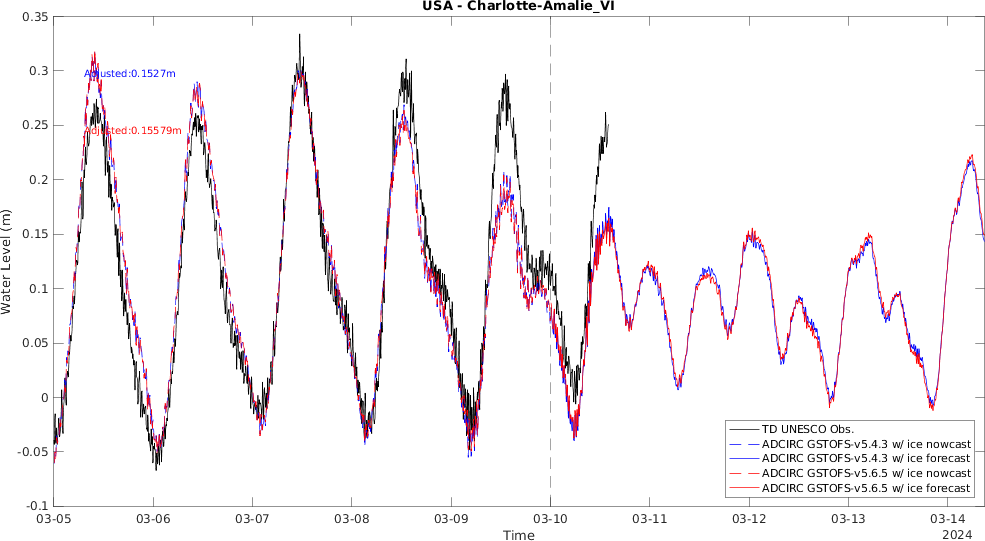 USA - Charlotte-Amalie_VI
0.35
0.3
0.25
0.2
0.15
0.1
0.05
0
-0.05
-0.1
Water Level (m)
Adjusted:0.1527m
Adjusted:0.15579m
TD UNESCO Obs.
ADCIRC GSTOFS-v5.4.3 w/ ice nowcast
ADCIRC GSTOFS-v5.4.3 w/ ice forecast
ADCIRC GSTOFS-v5.6.5 w/ ice nowcast
ADCIRC GSTOFS-v5.6.5 w/ ice forecast
03-05 03-06 03-07 03-08 03-09 03-10 03-11 03-12 03-13 03-14
Time
2024